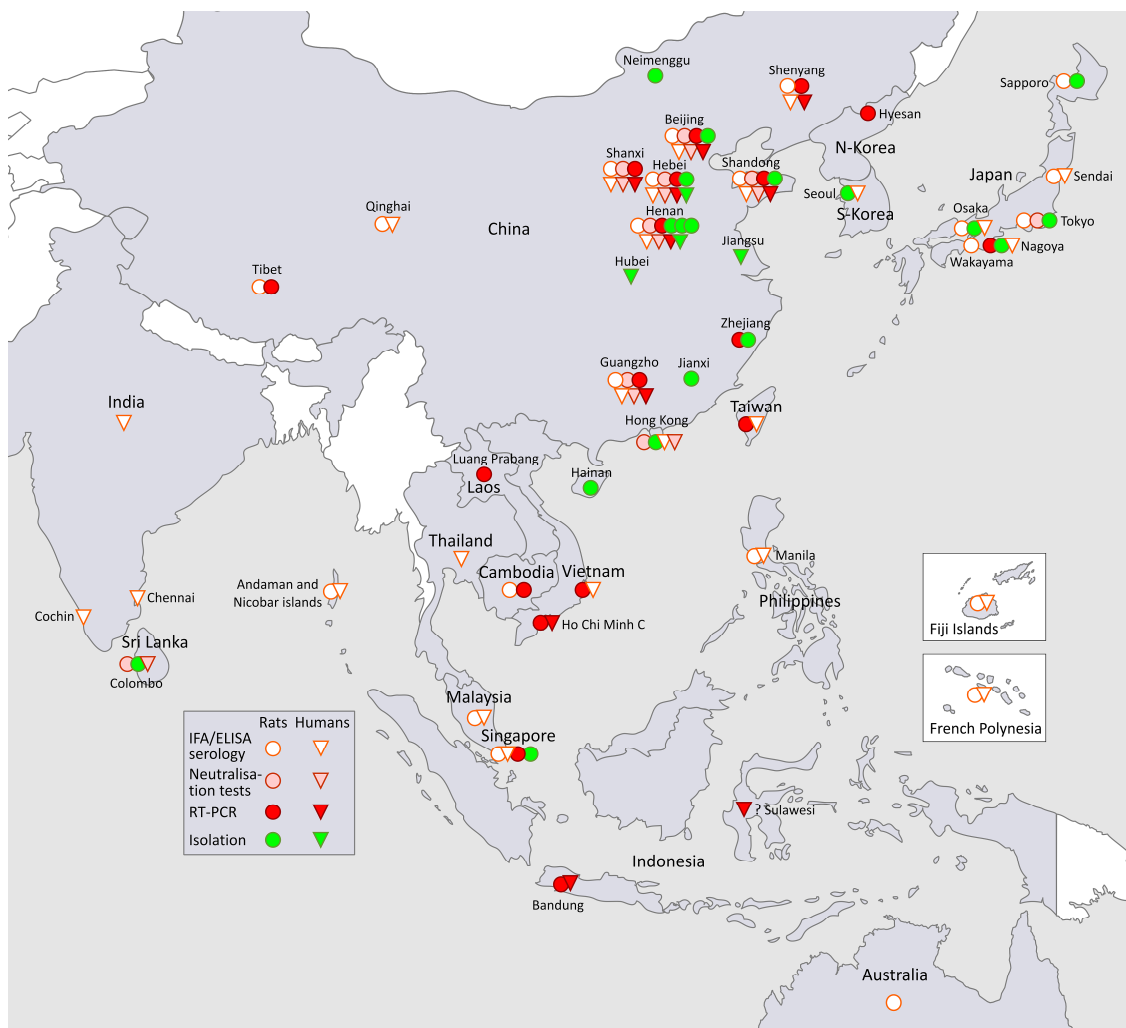 Neimenggu
Shenyang
Sapporo
Hyesan
Beijing
N-Korea
Shanxi
Hebei
Shandong
Japan
Sendai
Seoul
S-Korea
Qinghai
China
Henan
Osaka
Tokyo
Jiangsu
Hubei
Wakayama
Nagoya
Tibet
Zhejiang
Guangzho
Jianxi
India
Taiwan
Hong Kong
Luang Prabang
Laos
Hainan
Thailand
Manila
Cambodia
Vietnam
Andaman and
Nicobar islands
Chennai
Philippines
Cochin
Ho Chi Minh C
Fiji Islands
Sri Lanka
Colombo
Malaysia
French Polynesia
Singapore
Rats Humans
IFA/ELISA
serology
Neutralisa-
tion tests
RT-PCR
Isolation
? Sulawesi
Indonesia
Bandung
Australia